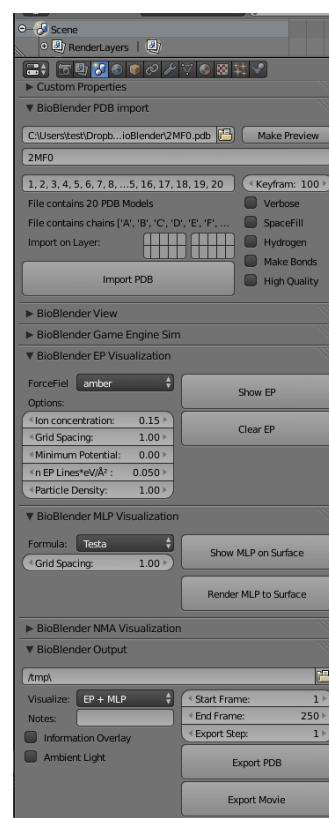 Scene
RenderLayers
Custom Properties
BioBlender PDB import
C:\Users\test\Dropb...ioBlender\2MF0.pdb Make Preview
2MF0
1, 2, 3, 4, 5, 6, 7, 8, ...5, 16, 17, 18, 19, 20 Keyfram: 100
File contains 20 PDB Models Verbose
File contains chains ['A', 'B', 'C', 'D', 'E', 'F', ... SpaceFill
Import on Layer: Hydrogen
Make Bonds
Import PDB High Quality
BioBlender View
BioBlender Game Engine Sim
BioBlender EP Visualization
ForceFiel amber Show EP
Options:
Ion concentration: 0.15 Clear EP
Grid Spacing: 1.00
Minimum Potential: 0.00
n EP Lines*eV/Å² : 0.050
Particle Density: 1.00
BioBlender MLP Visualization
Formula: Testa Show MLP on Surface
Grid Spacing: 1.00
Render MLP to Surface
BioBlender NMA Visualization
BioBlender Output
/tmp\
Visualize: EP + MLP Start Frame: 1
Notes: End Frame: 250
Information Overlay Export Step: 1
Ambient Light Export PDB
Export Movie